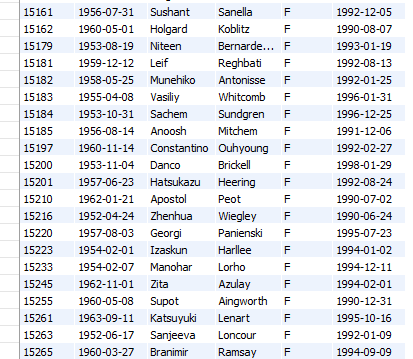 15161 1956-07-31 Sushant Sanella F 1992-12-05
15162 1960-05-01 Holgard Koblitz F 1990-08-07
15179 1953-08-19 Niteen Bernarde... F 1993-01-19
15181 1959-12-12 Leif Reghbati F 1992-08-13
15182 1958-05-25 Munehiko Antonisse F 1992-01-25
15183 1955-04-08 Vasiliy Whitcomb F 1996-01-31
15184 1953-10-31 Sachem Sundgren F 1996-12-25
15185 1956-08-14 Anoosh Mitchem F 1991-12-06
15197 1960-11-14 Constantino Ouhyoung F 1992-02-27
15200 1953-11-04 Danco Brickell F 1998-01-29
15201 1957-06-23 Hatsukazu Heering F 1992-08-24
15210 1962-01-21 Apostol Peot F 1990-07-02
15216 1952-04-24 Zhenhua Wiegley F 1990-06-24
15220 1957-08-03 Georgi Panienski F 1995-07-23
15223 1954-02-01 Izaskun Harllee F 1994-01-02
15233 1954-02-07 Manohar Lorho F 1994-12-11
15245 1962-11-01 Zita Azulay F 1994-02-01
15255 1960-05-08 Supot Aingworth F 1990-12-31
15261 1963-09-11 Katsuyuki Lenart F 1995-10-16
15263 1952-06-17 Sanjeeva Loncour F 1992-01-09
15265 1960-03-27 Branimir Ramsay F 1994-09-09